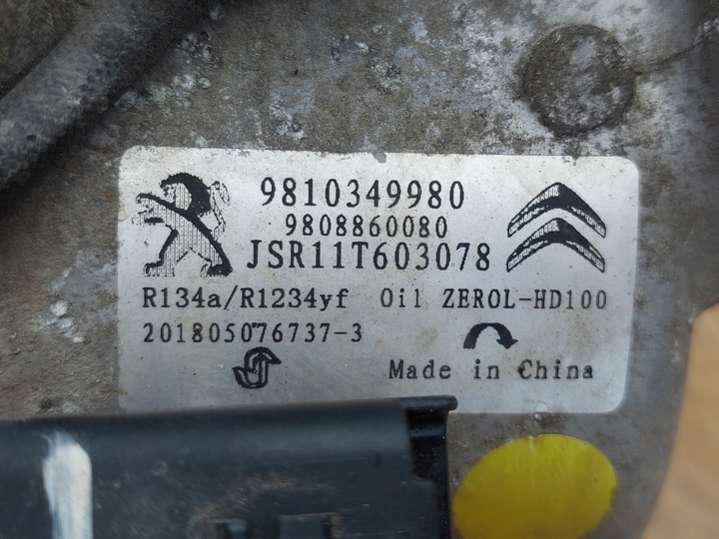 9810349980
9808860080
JSR11T603078
R134a/R1234yf Oil ZEROL-HD100
201805076737-3
Made in China